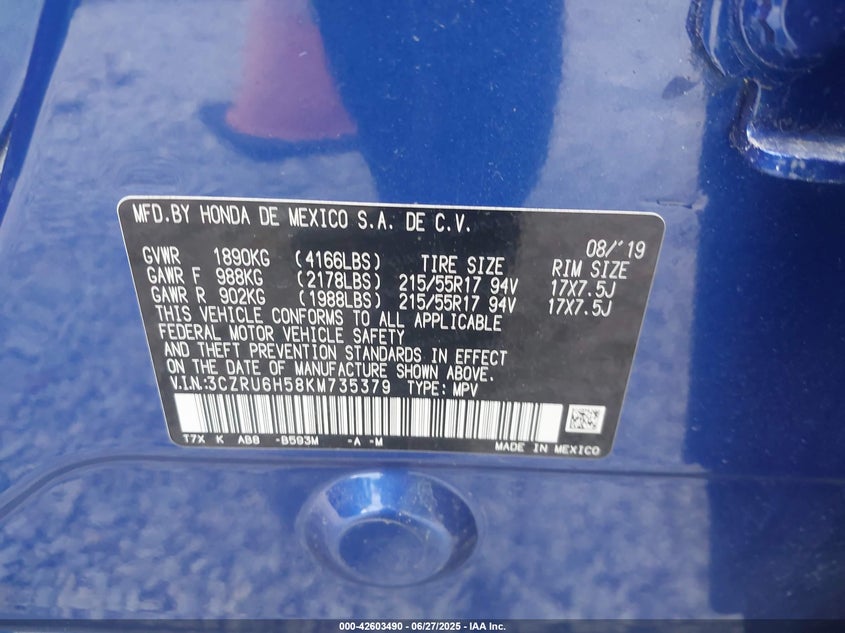 MFD.BY HONDA DE MEXICO S.A. DE C.V.
08/'19
GVWR 1890KG (4166LBS) TIRE SIZE RIM SIZE
GAWR F 988KG (2178LBS) 215/55R17 94V 17X7.5J
GAWR R 902KG (1988LBS) 215/55R17 94V 17X7.5J
THIS VEHICLE CONFORMS TO ALL APPLICABLE
FEDERAL MOTOR VEHICLE SAFETY
AND THEFT PREVENTION STANDARDS IN EFFECT
ON THE DATE OF MANUFACTURE SHOWN ABOVE.
V.I.N.:3CZRU6H58KM735379 TYPE: MPV
T7X K AB8 -B593M -A -M
MADE IN MEXICO
000-42603490 - 06/27/2025 - IAA Inc.